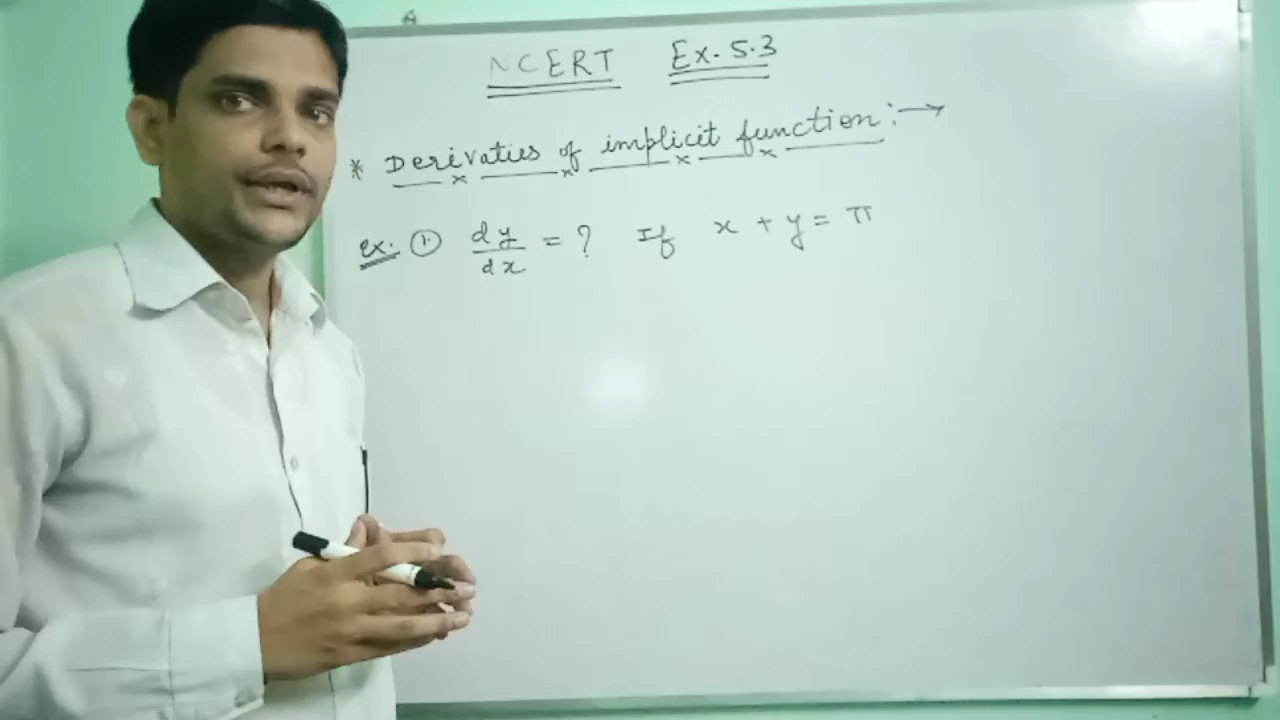 NCERT Ex. 5.3
* Derivaties of implicit function :→
ex. ① dy/dx = ? If x + y = π